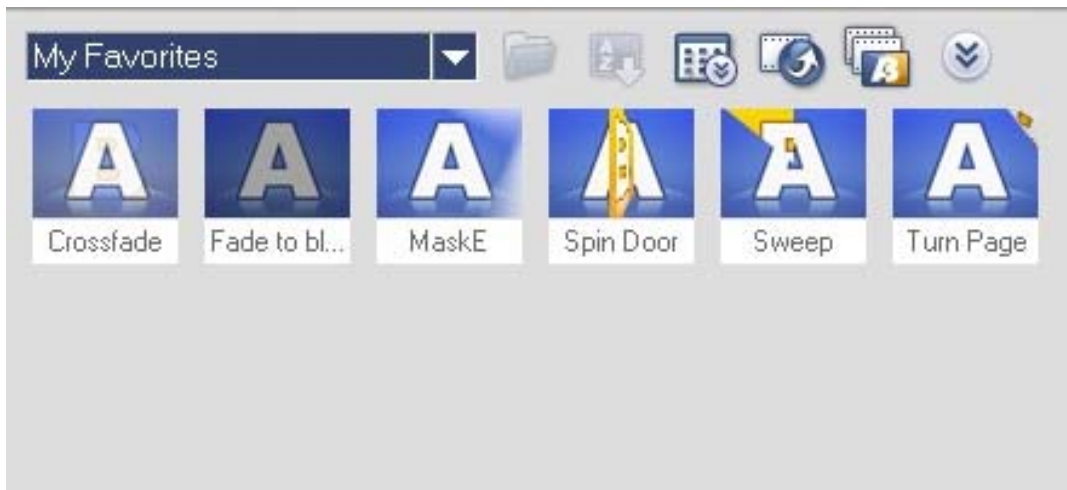 My Favorites
A
Z
A
A
A
A
A
A
Crossfade
Fade to bl...
MaskE
Spin Door
Sweep
Turn Page